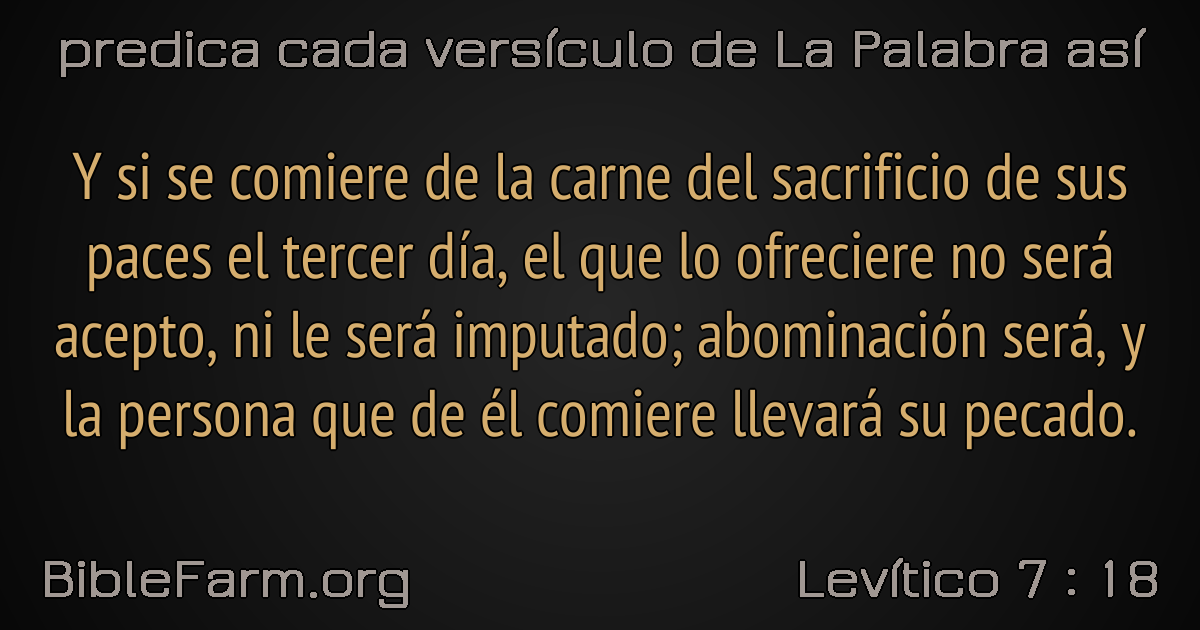 predica cada versículo de La Palabra así
Y si se comiere de la carne del sacrificio de sus
paces el tercer día, el que lo ofreciere no será
acepto, ni le será imputado; abominación será, y
la persona que de él comiere llevará su pecado.
BibleFarm.org
Levítico 7 : 18